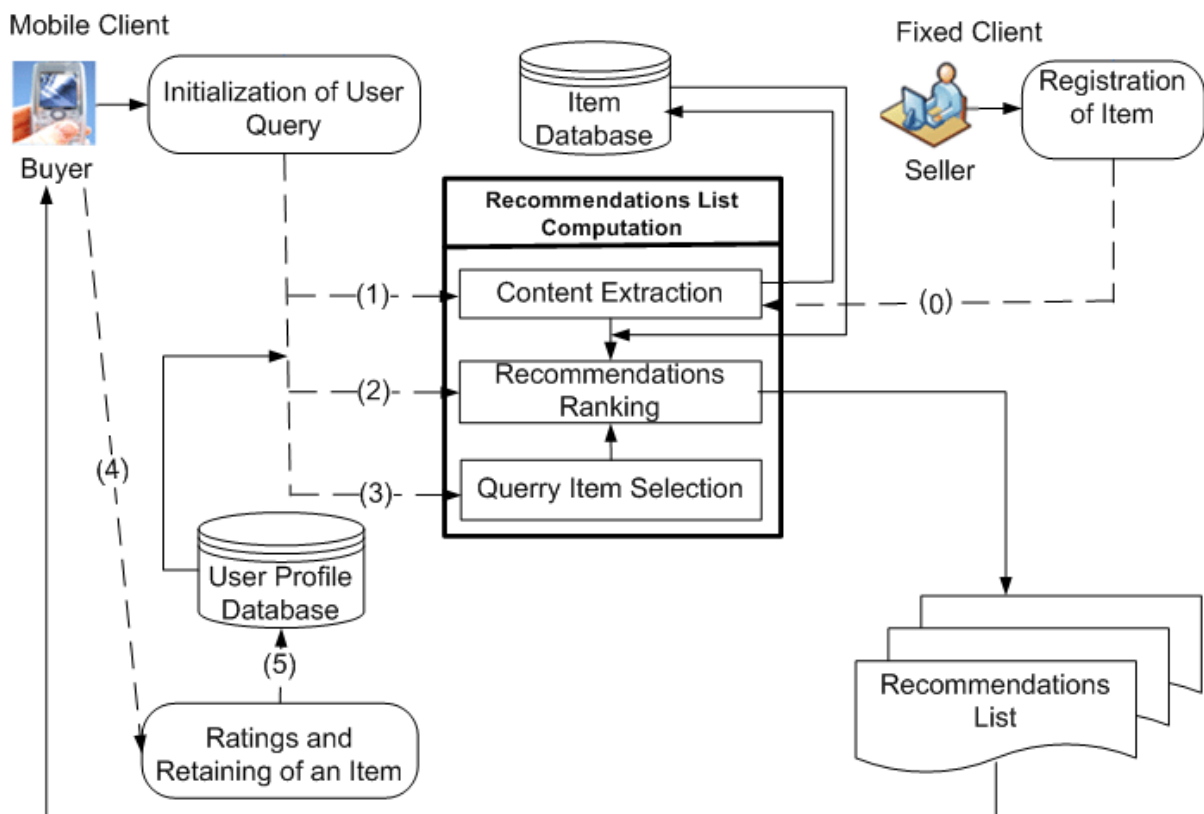 Mobile Client
Fixed Client
Initialization of User
Query
Item
Database
Registration
of Item
Buyer
Seller
Recommendations List
Computation
(1)
Content Extraction
(0)
(2)
Recommendations
Ranking
(4)
(3)
Querry Item Selection
User Profile
Database
(5)
Recommendations
List
Ratings and
Retaining of an Item